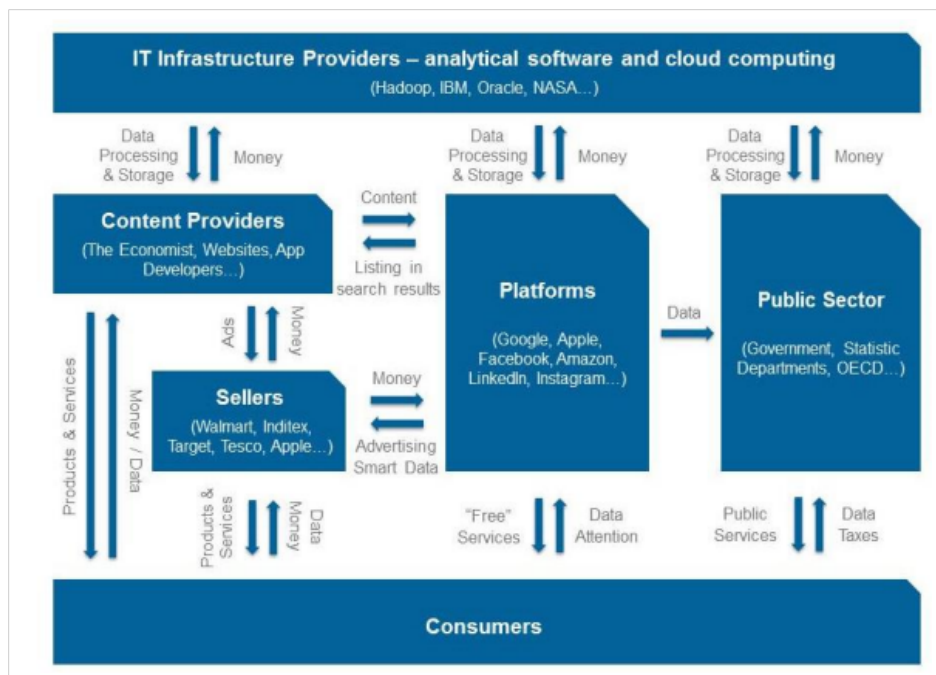 IT Infrastructure Providers – analytical software and cloud computing
(Hadoop, IBM, Oracle, NASA…)
Data
Processing
& Storage
Money
Data
Processing
& Storage
Money
Data
Processing
& Storage
Money
Content Providers
(The Economist, Websites, App
Developers…)
Content
Listing in
search results
Platforms
(Google, Apple,
Facebook, Amazon,
LinkedIn, Instagram…)
Data
Public Sector
(Government, Statistic
Departments, OECD…)
Ads
Money
Products & Services
Money / Data
Sellers
(Walmart, Inditex,
Target, Tesco, Apple…)
Money
Advertising
Smart Data
Products &
Services
Data
Money
"Free"
Services
Data
Attention
Public
Services
Data
Taxes
Consumers